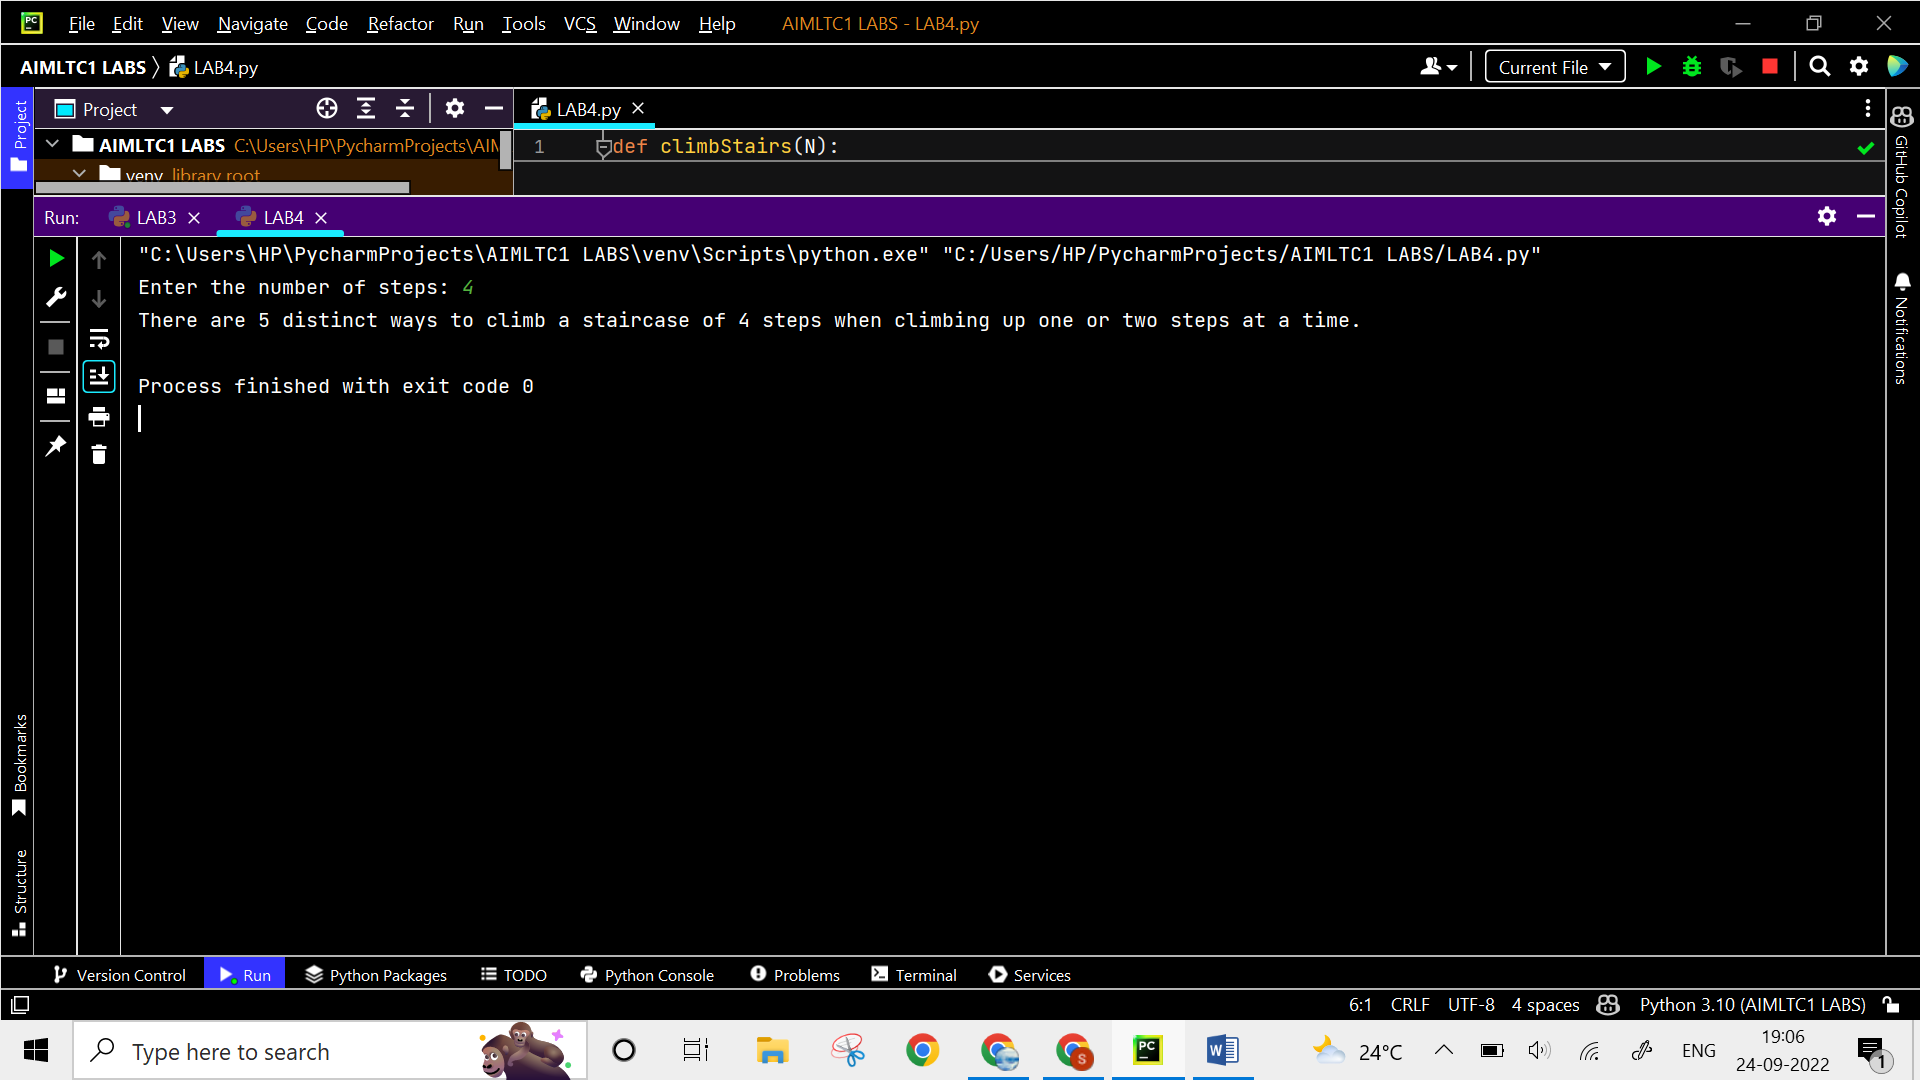 PC File Edit View Navigate Code Refactor Run Tools VCS Window Help AIMLTC1 LABS - LAB4.py
AIMLTC1 LABS LAB4.py Current File
Project Project LAB4.py
AIMLTC1 LABS C:\Users\HP\PycharmProjects\AIM 1 def climbStairs(N):
venv library root
GitHub Copilot
Run: LAB3 LAB4
"C:\Users\HP\PycharmProjects\AIMLTC1 LABS\venv\Scripts\python.exe" "C:/Users/HP/PycharmProjects/AIMLTC1 LABS/LAB4.py"
Enter the number of steps: 4
There are 5 distinct ways to climb a staircase of 4 steps when climbing up one or two steps at a time.
Notifications
Process finished with exit code 0
Bookmarks
Structure
Version Control Run Python Packages TODO Python Console Problems Terminal Services
6:1 CRLF UTF-8 4 spaces Python 3.10 (AIMLTC1 LABS)
Type here to search S PC W 24°C ENG 19:06
24-09-2022 1